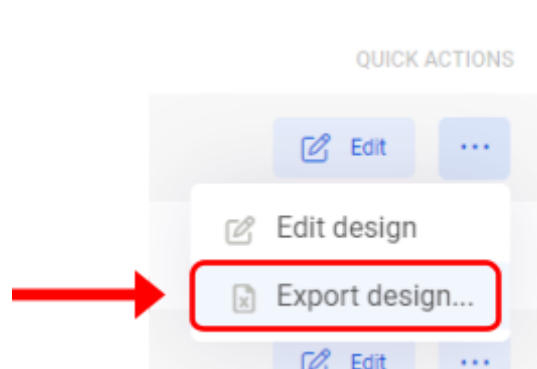 QUICK ACTIONS
Edit ...
Edit design
Export design...
Edit ...